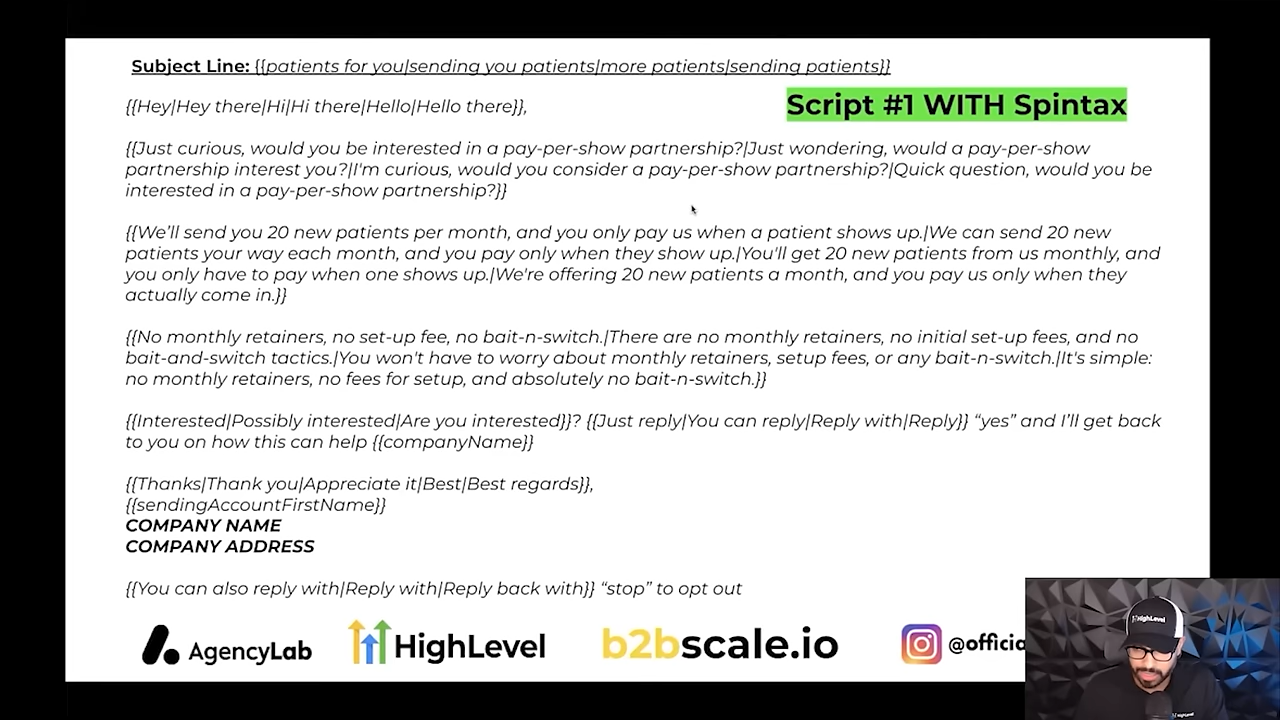 Subject Line: {{patients for you|sending you patients|more patients|sending patients}}
Script #1 WITH Spintax
{{Hey|Hey there|Hi|Hi there|Hello|Hello there}},
{{Just curious, would you be interested in a pay-per-show partnership?|Just wondering, would a pay-per-show
partnership interest you?|I'm curious, would you consider a pay-per-show partnership?|Quick question, would you be
interested in a pay-per-show partnership?}}
{{We’ll send you 20 new patients per month, and you only pay us when a patient shows up.|We can send 20 new
patients your way each month, and you pay only when they show up.|You'll get 20 new patients from us monthly, and
you only have to pay when one shows up.|We're offering 20 new patients a month, and you pay us only when they
actually come in.}}
{{No monthly retainers, no set-up fee, no bait-n-switch.|There are no monthly retainers, no initial set-up fees, and no
bait-and-switch tactics.|You won't have to worry about monthly retainers, setup fees, or any bait-n-switch.|It's simple:
no monthly retainers, no fees for setup, and absolutely no bait-n-switch.}}
{{Interested|Possibly interested|Are you interested}}? {{Just reply|You can reply|Reply with|Reply}} “yes” and I’ll get back
to you on how this can help {{companyName}}
{{Thanks|Thank you|Appreciate it|Best|Best regards}},
{{sendingAccountFirstName}}
COMPANY NAME
COMPANY ADDRESS
{{You can also reply with|Reply with|Reply back with}} “stop” to opt out
AgencyLab
HighLevel
b2bscale.io
HighLevel